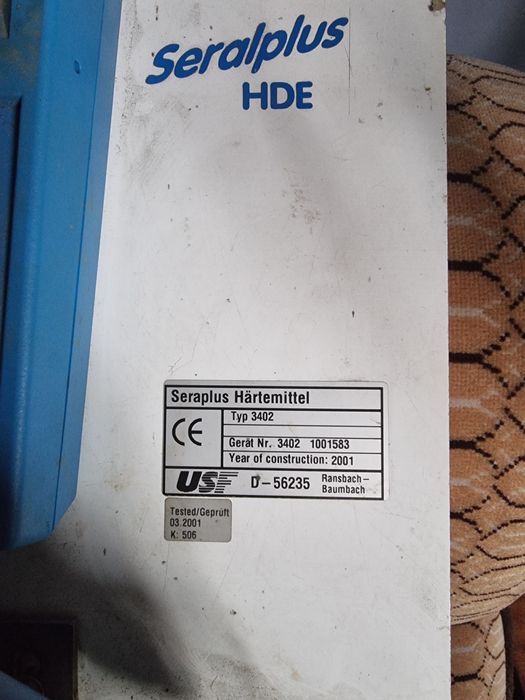 Seralplus
HDE
Seraplus Härtemittel
CE
Typ 3402
Gerät Nr. 3402 1001583
Year of construction: 2001
USF D-56235 Ransbach-
Baumbach
Tested/Geprüft
03.2001
K: 506